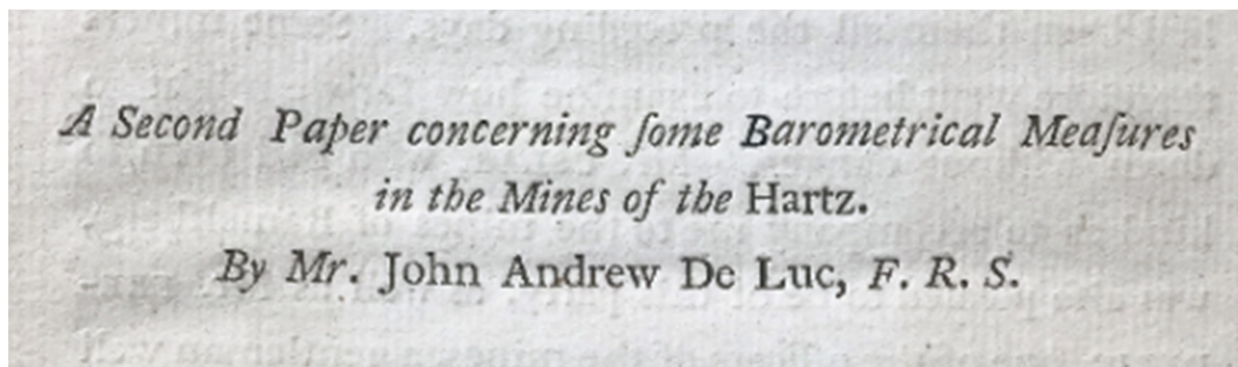 A Second Paper concerning ſome Barometrical Meaſures
in the Mines of the Hartz.
By Mr. John Andrew De Luc, F. R. S.